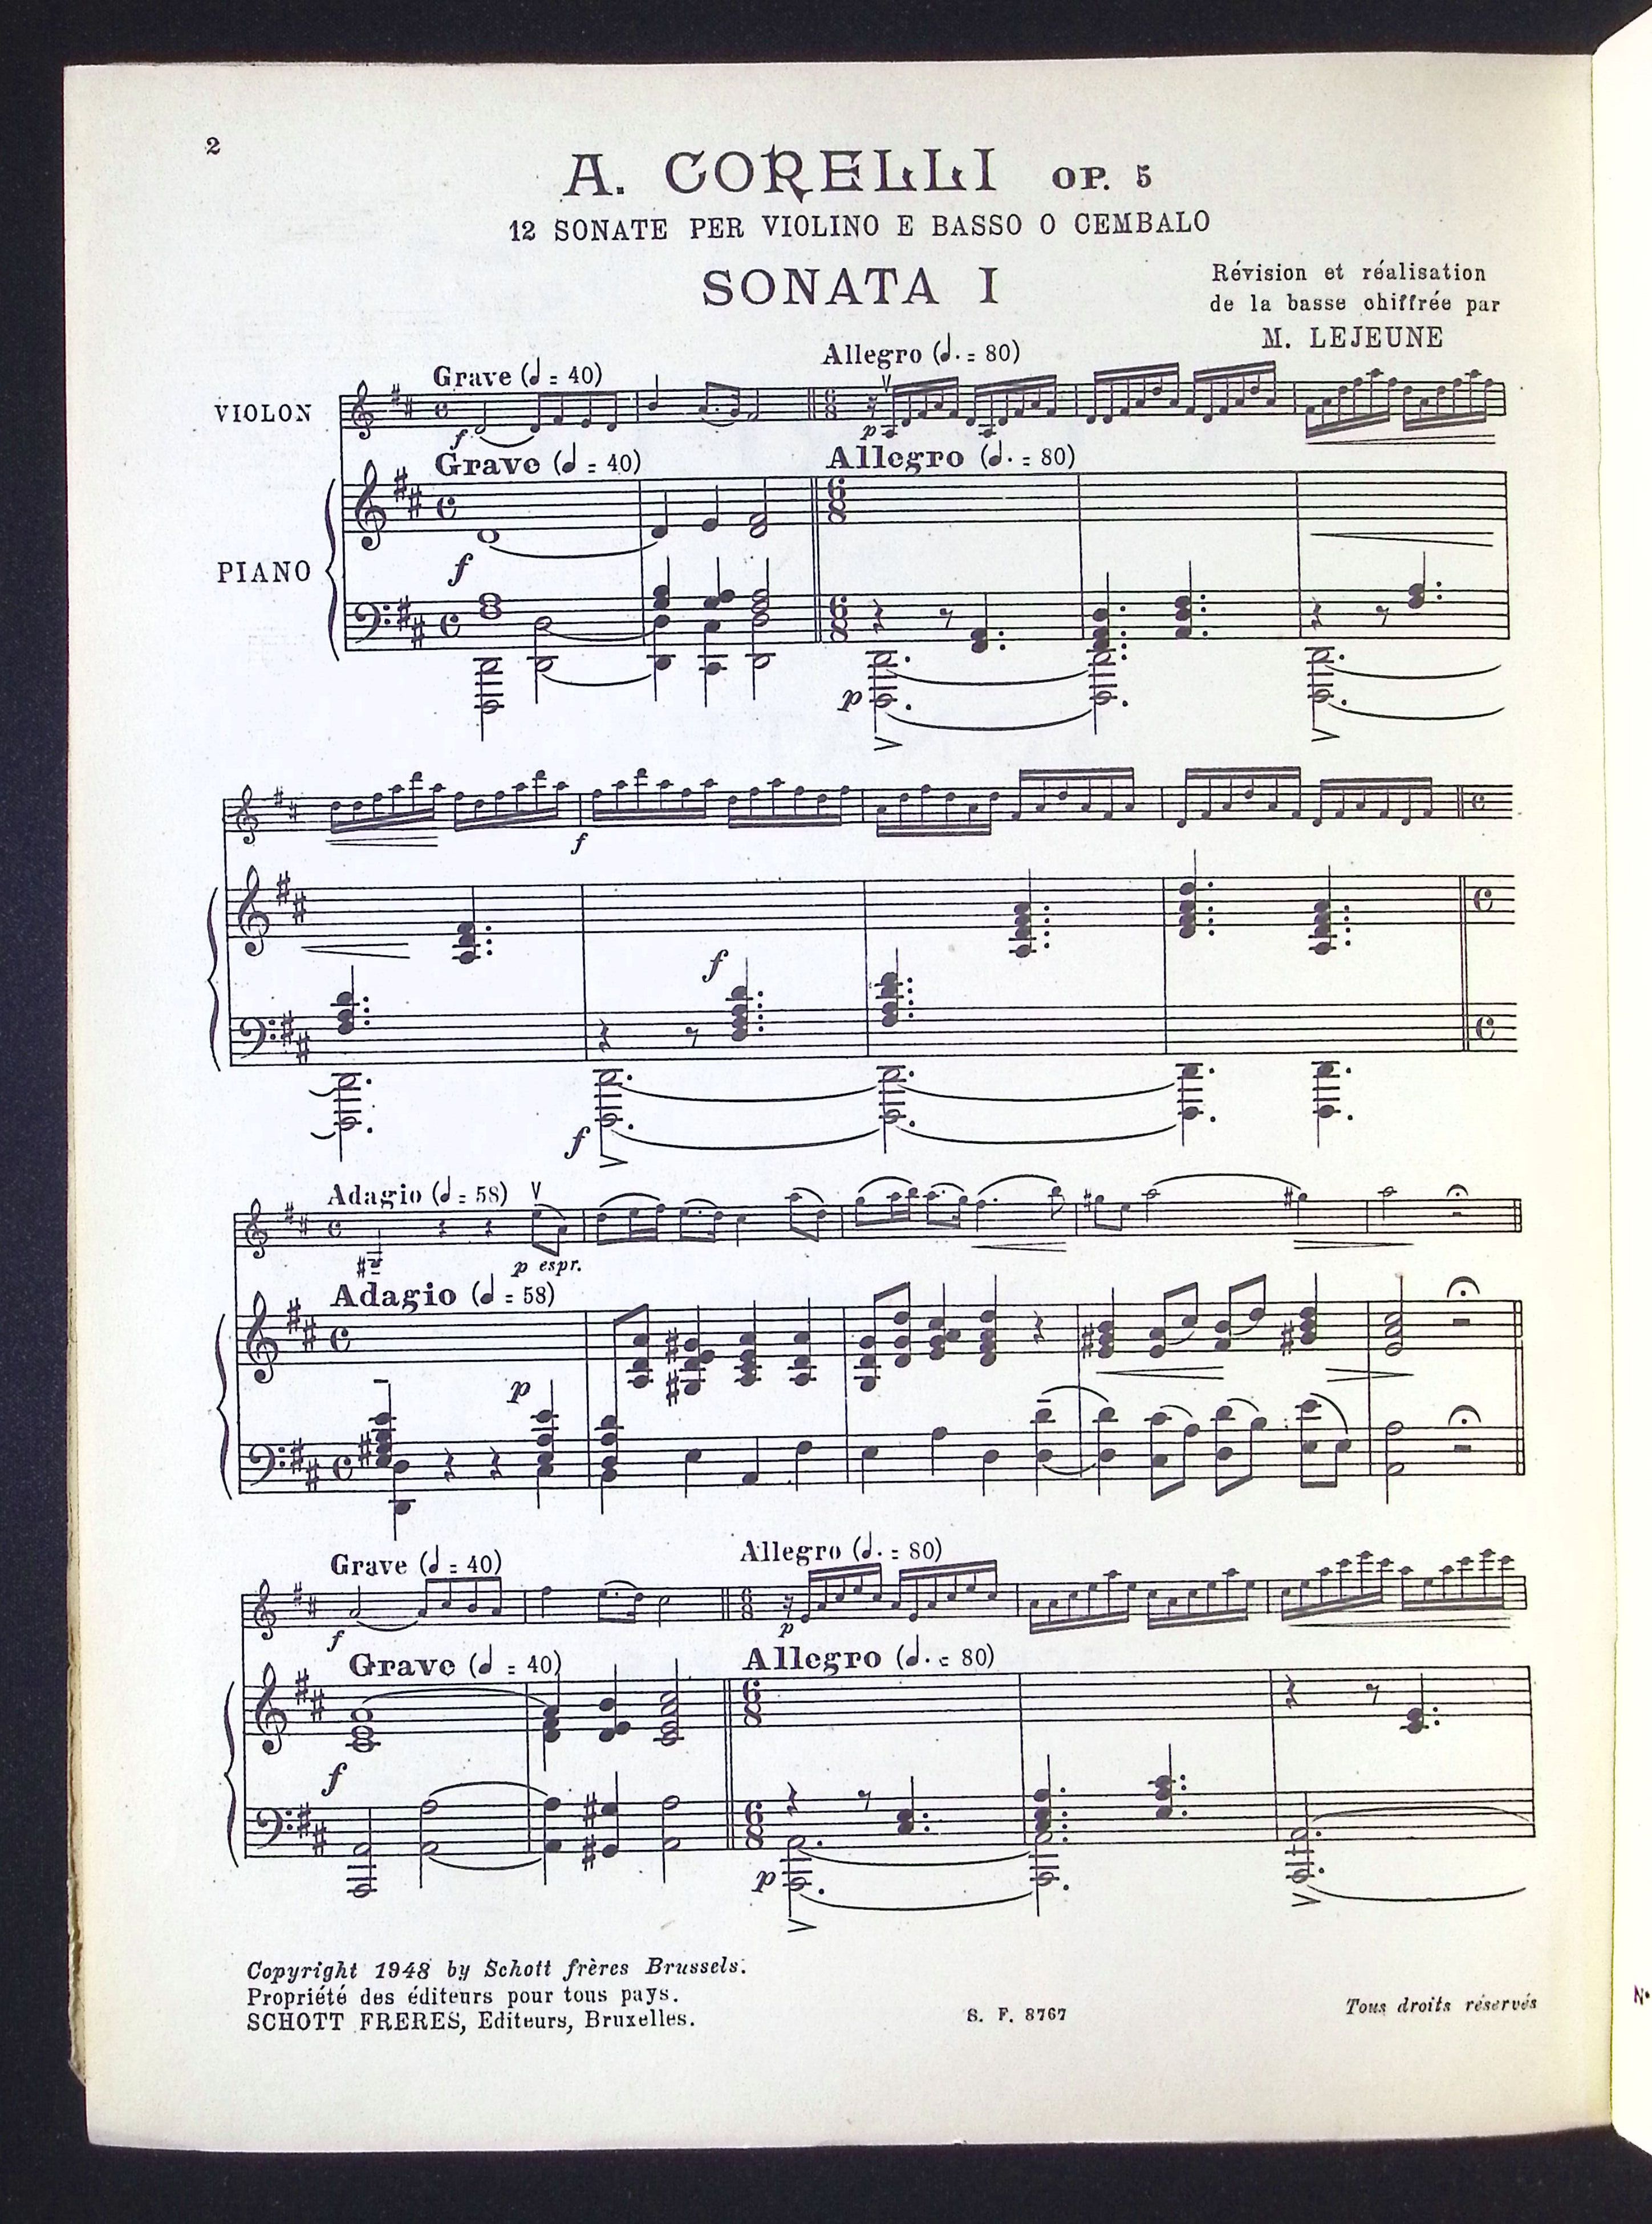 2
A. CORELLI OP. 5
12 SONATE PER VIOLINO E BASSO O CEMBALO
SONATA I
Révision et réalisation
de la basse chiffrée par
M. LEJEUNE
Grave (𝅗𝅥 = 40) Allegro (𝅗𝅥. = 80)
VIOLON
f p
Grave (𝅗𝅥 = 40) Allegro (𝅗𝅥. = 80)
PIANO
f
p
f
f
f
Adagio (𝅗𝅥 = 58)
p espr.
Adagio (𝅗𝅥 = 58)
p
Grave (𝅗𝅥 = 40) Allegro (𝅗𝅥. = 80)
f p
Grave (𝅗𝅥 = 40) Allegro (𝅗𝅥. = 80)
f
p
Copyright 1948 by Schott frères Brussels.
Propriété des éditeurs pour tous pays.
SCHOTT FRERES, Editeurs, Bruxelles.
S. F. 8767
Tous droits réservés
N°